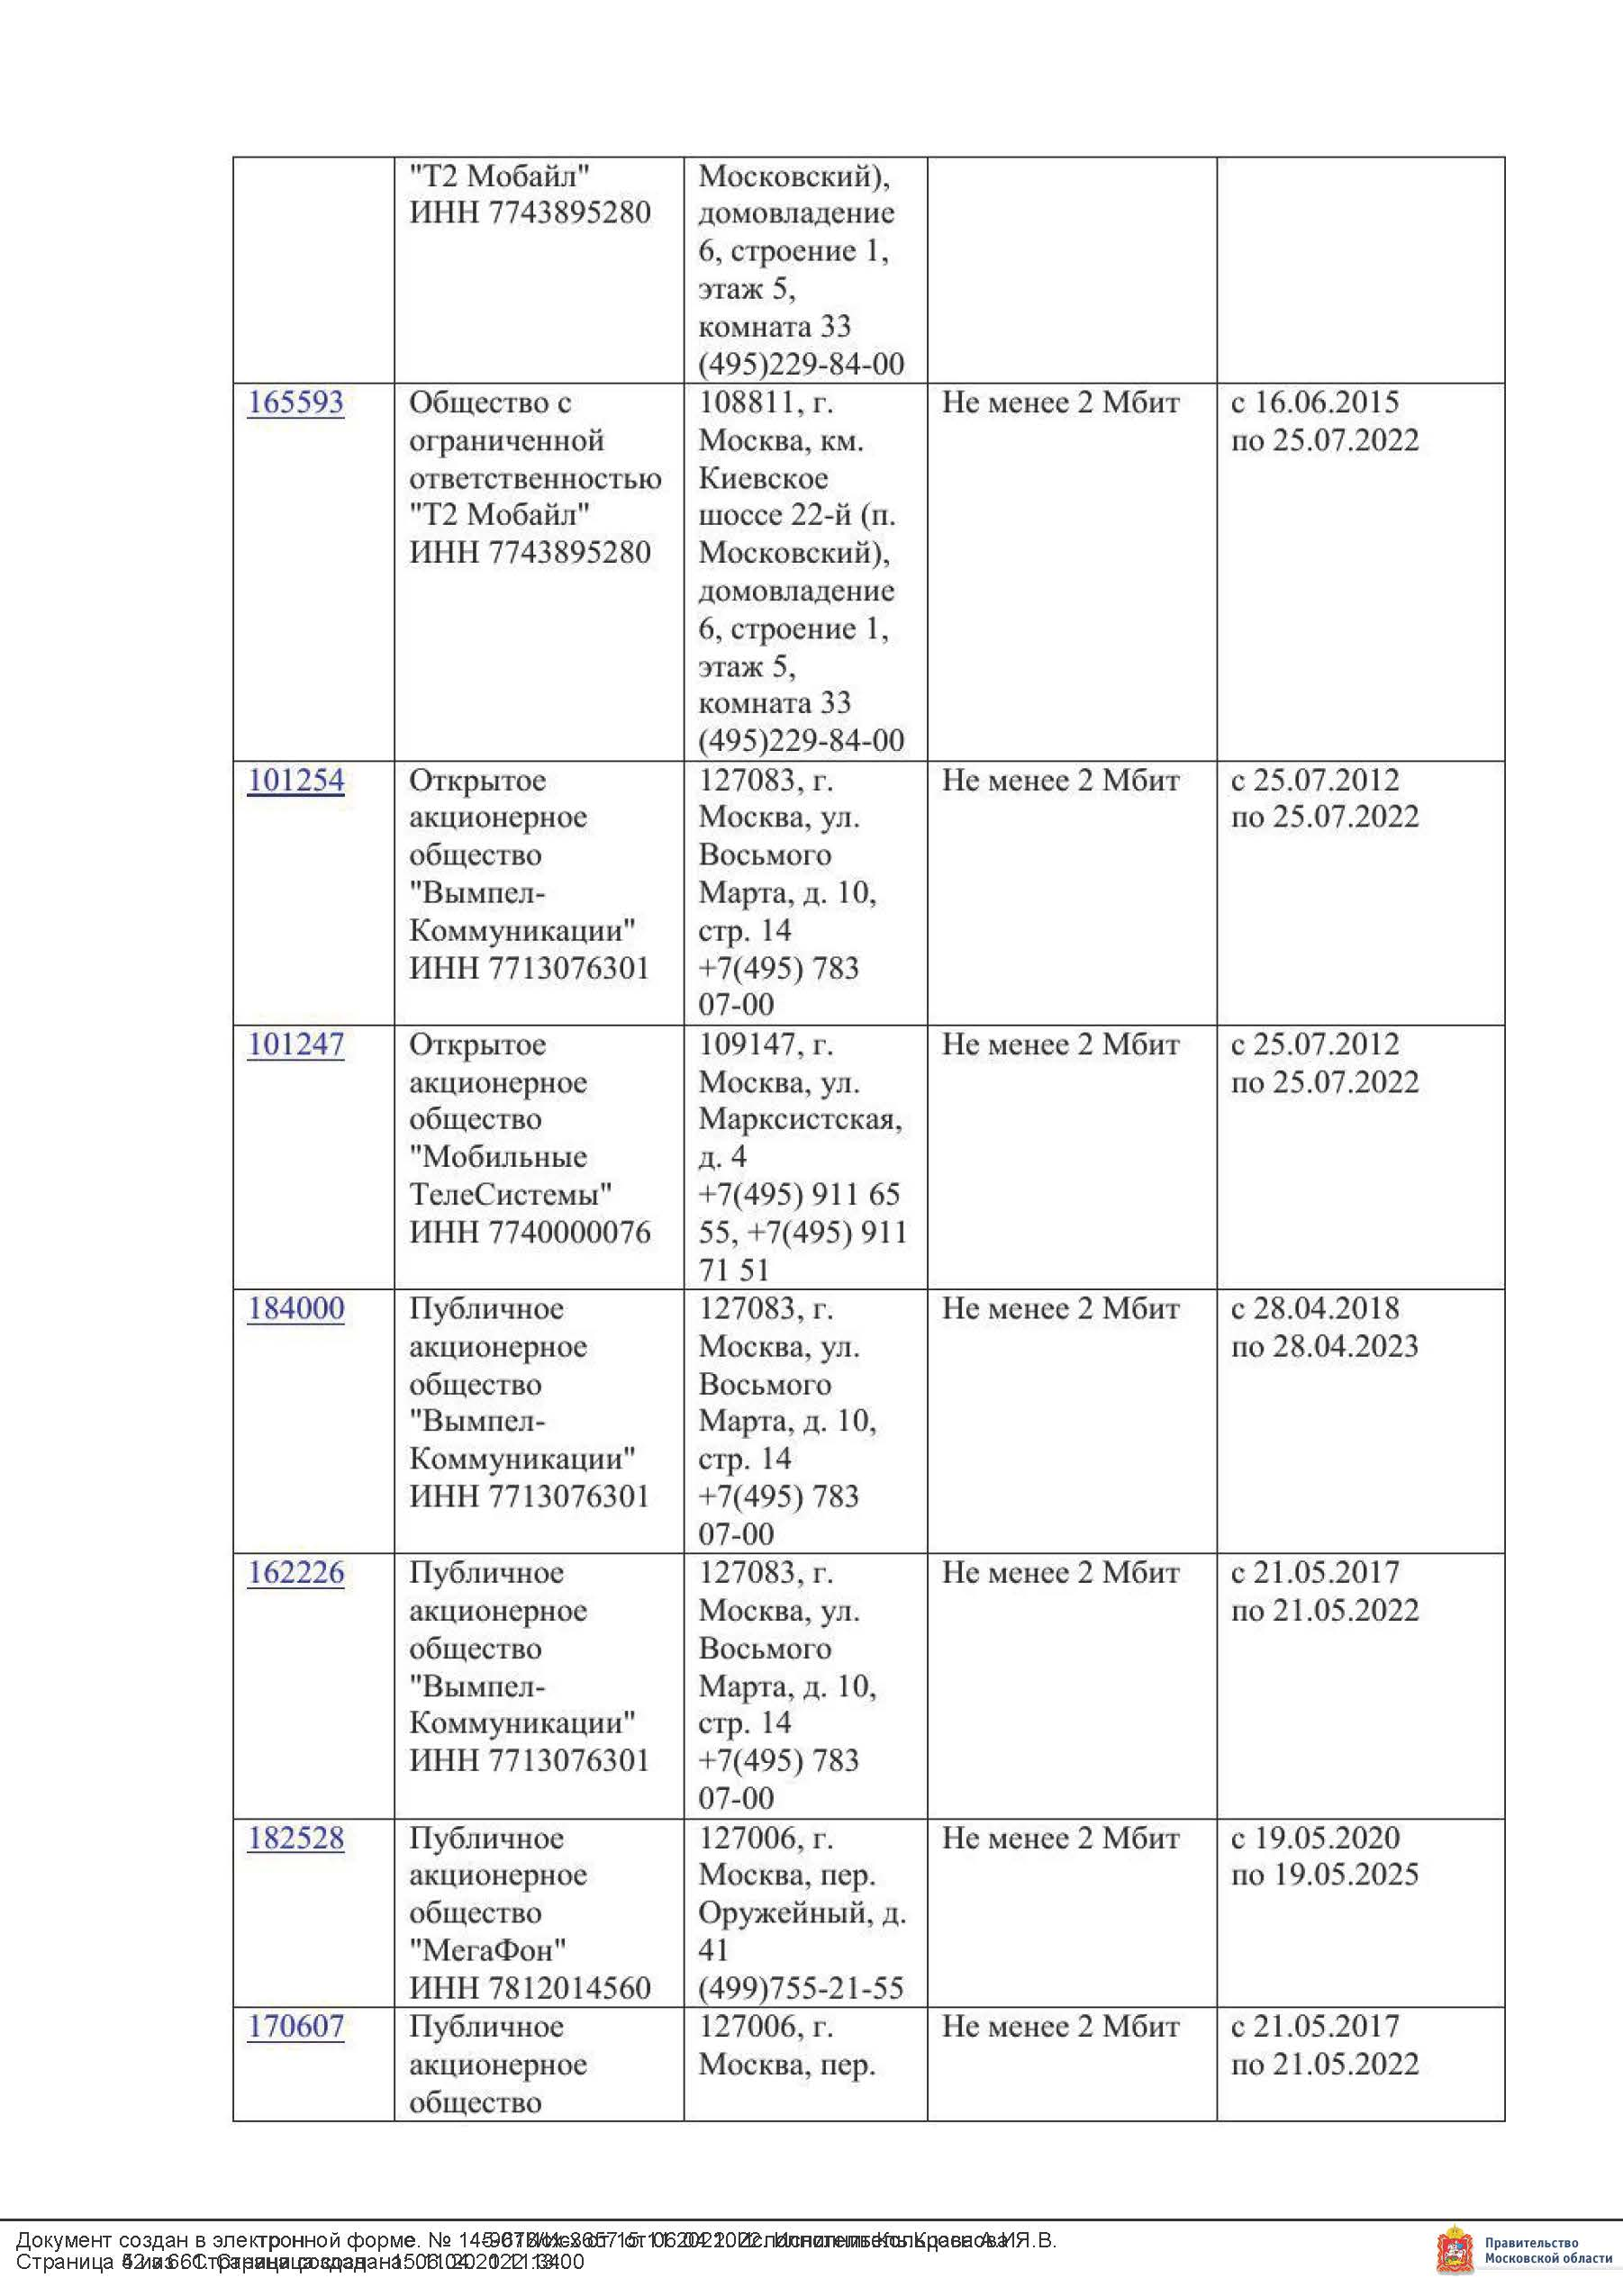 "Т2 Мобайл"
ИНН 7743895280
Московский),
домовладение
6, строение 1,
этаж 5,
комната 33
(495)229-84-00
165593
Общество с
ограниченной
ответственностью
"Т2 Мобайл"
ИНН 7743895280
108811, г.
Москва, км.
Киевское
шоссе 22-й (п.
Московский),
домовладение
6, строение 1,
этаж 5,
комната 33
(495)229-84-00
Не менее 2 Мбит
с 16.06.2015
по 25.07.2022
101254
Открытое
акционерное
общество
"Вымпел-
Коммуникации"
ИНН 7713076301
127083, г.
Москва, ул.
Восьмого
Марта, д. 10,
стр. 14
+7(495) 783
07-00
Не менее 2 Мбит
с 25.07.2012
по 25.07.2022
101247
Открытое
акционерное
общество
"Мобильные
ТелеСистемы"
ИНН 7740000076
109147, г.
Москва, ул.
Марксистская,
д. 4
+7(495) 911 65
55, +7(495) 911
71 51
Не менее 2 Мбит
с 25.07.2012
по 25.07.2022
184000
Публичное
акционерное
общество
"Вымпел-
Коммуникации"
ИНН 7713076301
127083, г.
Москва, ул.
Восьмого
Марта, д. 10,
стр. 14
+7(495) 783
07-00
Не менее 2 Мбит
с 28.04.2018
по 28.04.2023
162226
Публичное
акционерное
общество
"Вымпел-
Коммуникации"
ИНН 7713076301
127083, г.
Москва, ул.
Восьмого
Марта, д. 10,
стр. 14
+7(495) 783
07-00
Не менее 2 Мбит
с 21.05.2017
по 21.05.2022
182528
Публичное
акционерное
общество
"МегаФон"
ИНН 7812014560
127006, г.
Москва, пер.
Оружейный, д.
41
(499)755-21-55
Не менее 2 Мбит
с 19.05.2020
по 19.05.2025
170607
Публичное
акционерное
общество
127006, г.
Москва, пер.
Не менее 2 Мбит
с 21.05.2017
по 21.05.2022
Документ создан в электронной форме. №
Страница
Правительство
Московской области